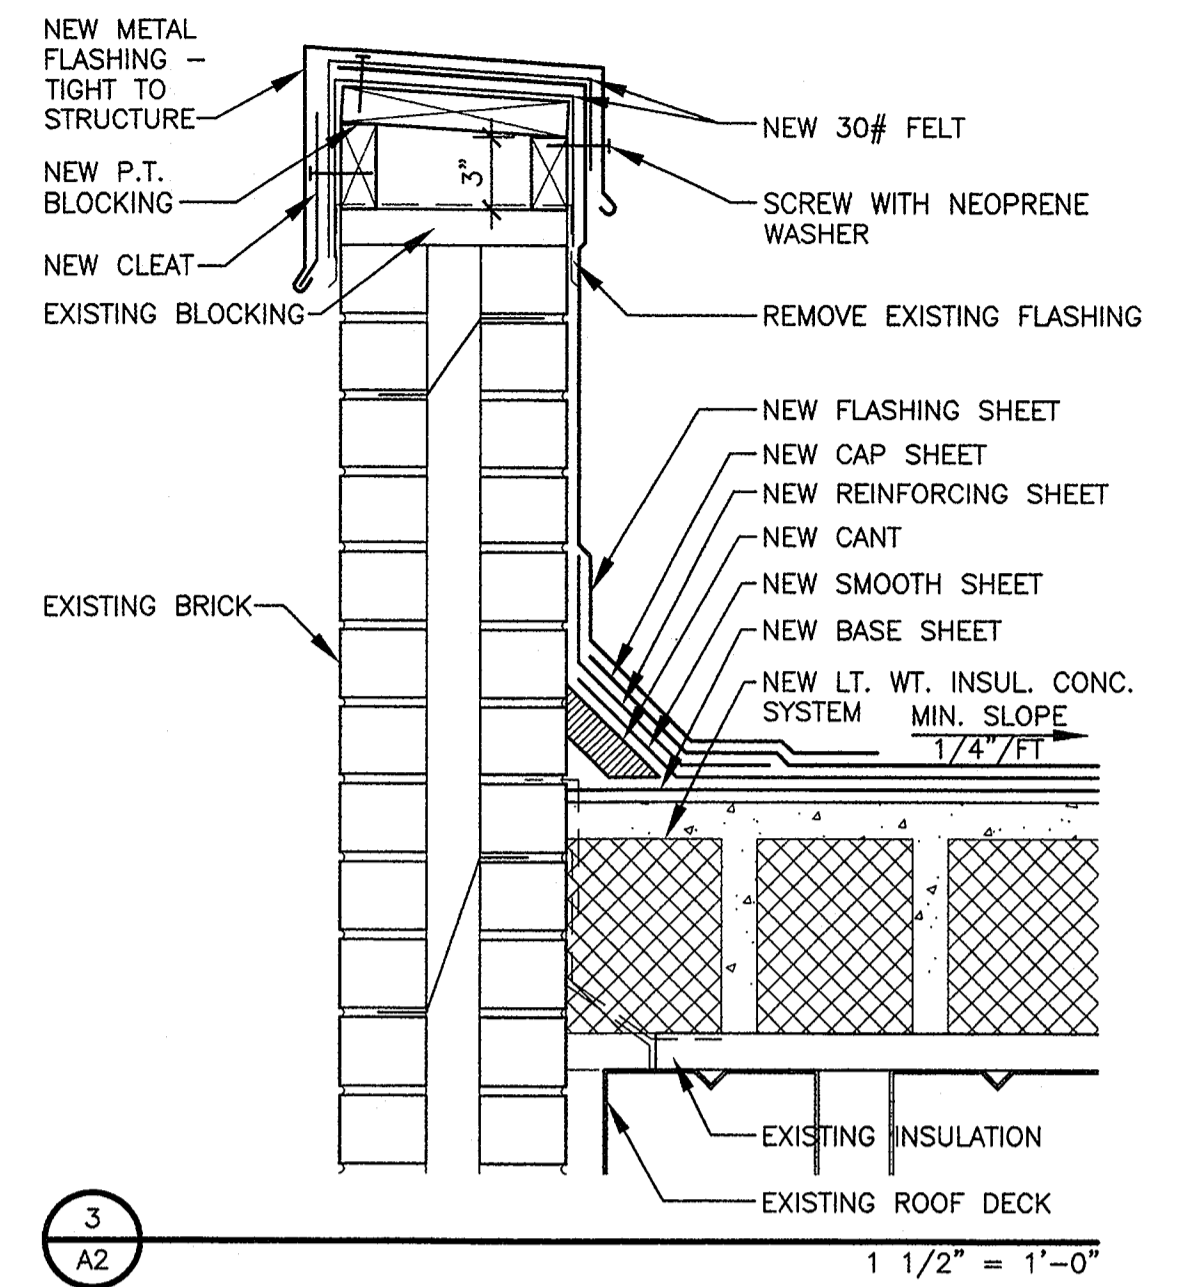 NEW METAL
FLASHING –
TIGHT TO
STRUCTURE
NEW P.T.
BLOCKING
NEW CLEAT
EXISTING BLOCKING
EXISTING BRICK
3"
NEW 30# FELT
SCREW WITH NEOPRENE
WASHER
REMOVE EXISTING FLASHING
NEW FLASHING SHEET
NEW CAP SHEET
NEW REINFORCING SHEET
NEW CANT
NEW SMOOTH SHEET
NEW BASE SHEET
NEW LT. WT. INSUL. CONC.
SYSTEM
MIN. SLOPE
1/4"/FT
EXISTING INSULATION
EXISTING ROOF DECK
3
A2
1 1/2" = 1'-0"